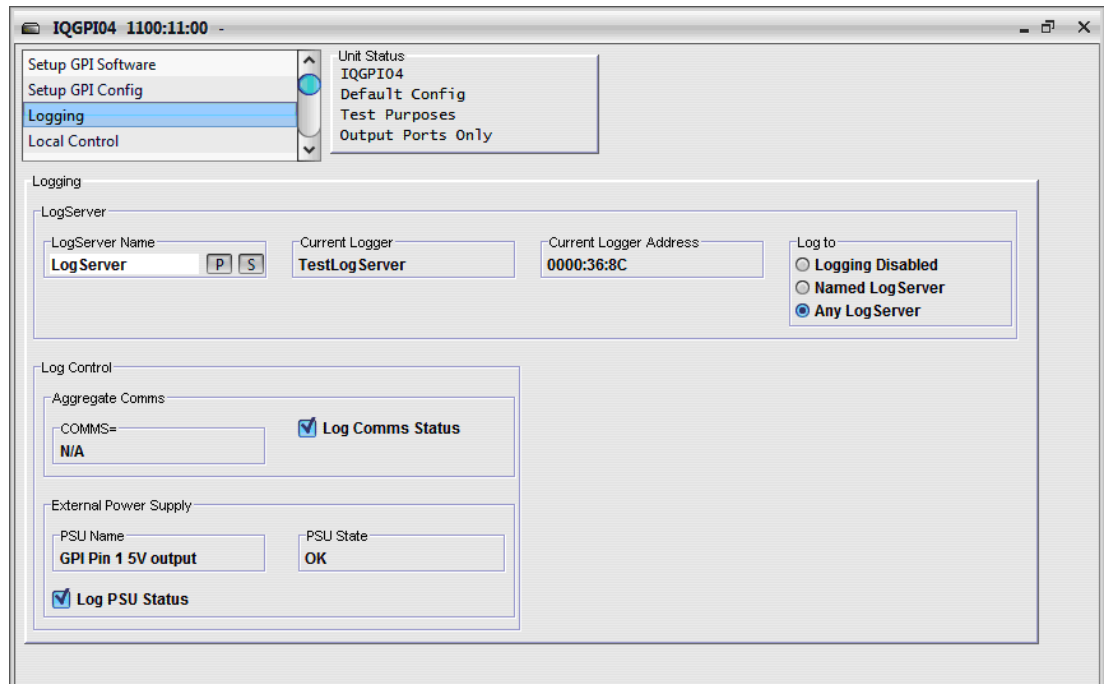 IQGPI04 1100:11:00 -
Setup GPI Software
Setup GPI Config
Logging
Local Control
Unit Status
IQGPI04
Default Config
Test Purposes
Output Ports Only
Logging
LogServer
LogServer Name
LogServer P S
Current Logger
TestLogServer
Current Logger Address
0000:36:8C
Log to
Logging Disabled
Named LogServer
Any LogServer
Log Control
Aggregate Comms
COMMS=
N/A
Log Comms Status
External Power Supply
PSU Name
GPI Pin 1 5V output
PSU State
OK
Log PSU Status